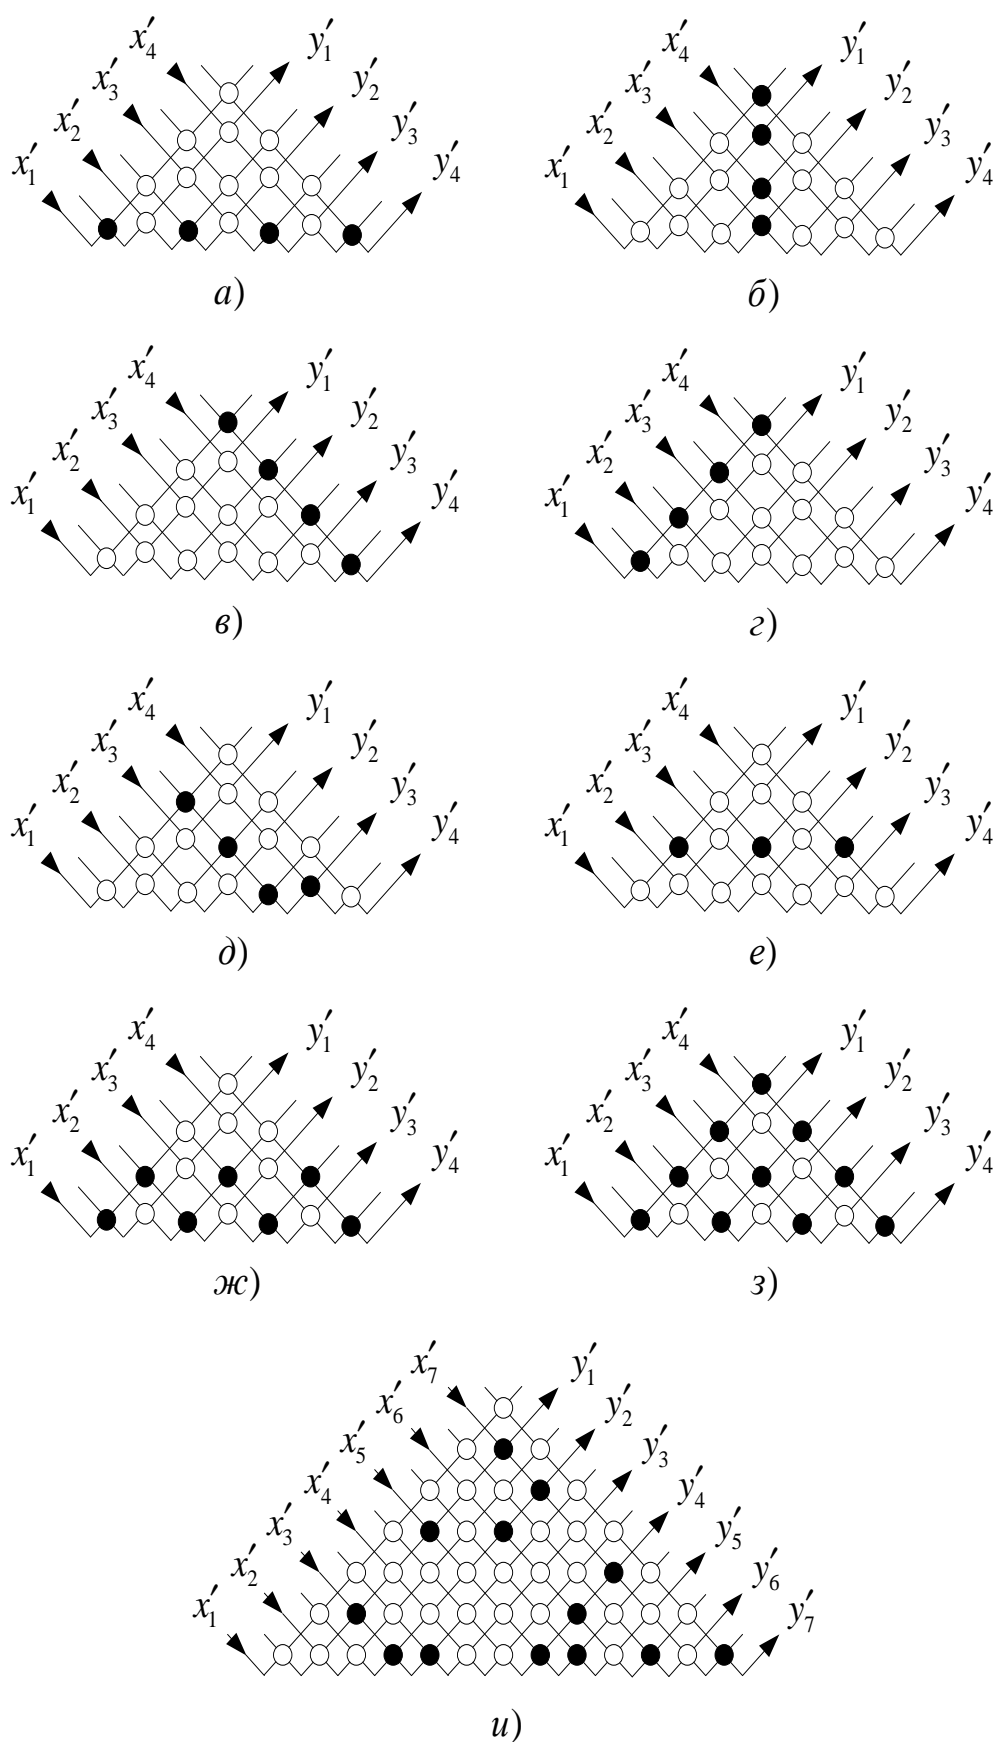 x′4 y′1 x′4 y′1
x′3 y′2 x′3 y′2
x′2 y′3 x′2 y′3
x′1 y′4 x′1 y′4
а) б)
x′4 y′1 x′4 y′1
x′3 y′2 x′3 y′2
x′2 y′3 x′2 y′3
x′1 y′4 x′1 y′4
в) г)
x′4 y′1 x′4 y′1
x′3 y′2 x′3 y′2
x′2 y′3 x′2 y′3
x′1 y′4 x′1 y′4
д) е)
x′4 y′1 x′4 y′1
x′3 y′2 x′3 y′2
x′2 y′3 x′2 y′3
x′1 y′4 x′1 y′4
ж) з)
x′7 y′1
x′6 y′2
x′5 y′3
x′4 y′4
x′3 y′5
x′2 y′6
x′1 y′7
и)